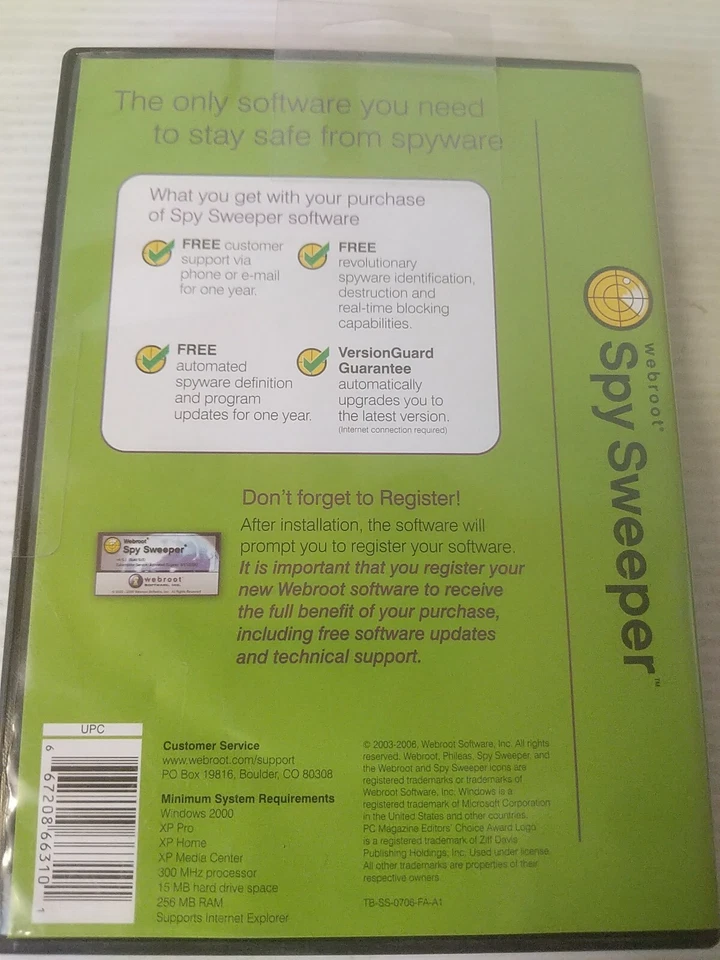 The only software you need
to stay safe from spyware
What you get with your purchase
of Spy Sweeper software
FREE customer
support via
phone or e-mail
for one year.
FREE
revolutionary
spyware identification,
destruction and
real-time blocking
capabilities.
FREE
automated
spyware definition
and program
updates for one year.
VersionGuard
Guarantee
automatically
upgrades you to
the latest version.
(Internet connection required)
webroot®
Spy Sweeper™
Don't forget to Register!
After installation, the software will
prompt you to register your software.
It is important that you register your
new Webroot software to receive
the full benefit of your purchase,
including free software updates
and technical support.
Webroot®
Spy Sweeper®
webroot®
SOFTWARE, INC.
UPC
6 67208 66310 1
Customer Service
www.webroot.com/support
PO Box 19816, Boulder, CO 80308
Minimum System Requirements
Windows 2000
XP Pro
XP Home
XP Media Center
300 MHz processor
15 MB hard drive space
256 MB RAM
Supports Internet Explorer
© 2003-2006, Webroot Software, Inc. All rights
reserved. Webroot, Phileas, Spy Sweeper, and
the Webroot and Spy Sweeper icons are
registered trademarks or trademarks of
Webroot Software, Inc. Windows is a
registered trademark of Microsoft Corporation
in the United States and other countries.
PC Magazine Editors' Choice Award Logo
is a registered trademark of Ziff Davis
Publishing Holdings, Inc. Used under license.
All other trademarks are properties of their
respective owners.
TB-SS-0706-FA-A1